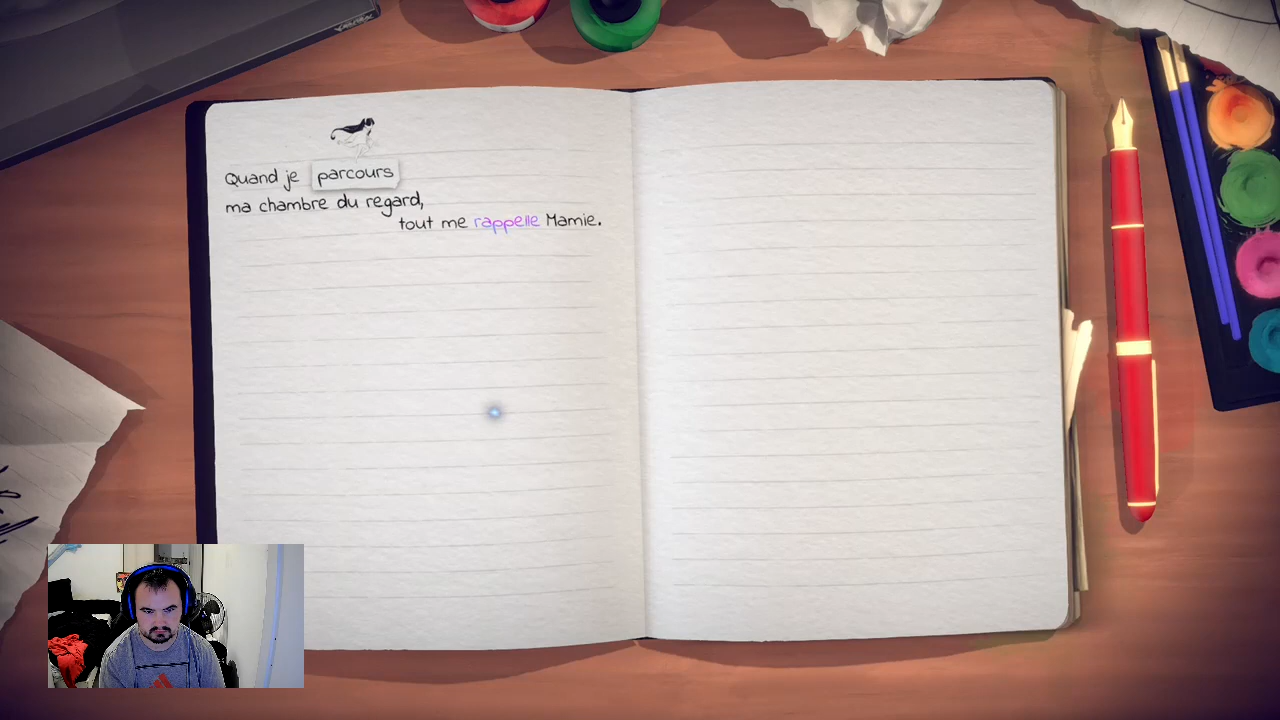 Quand je parcours
ma chambre du regard,
tout me rappelle Mamie.